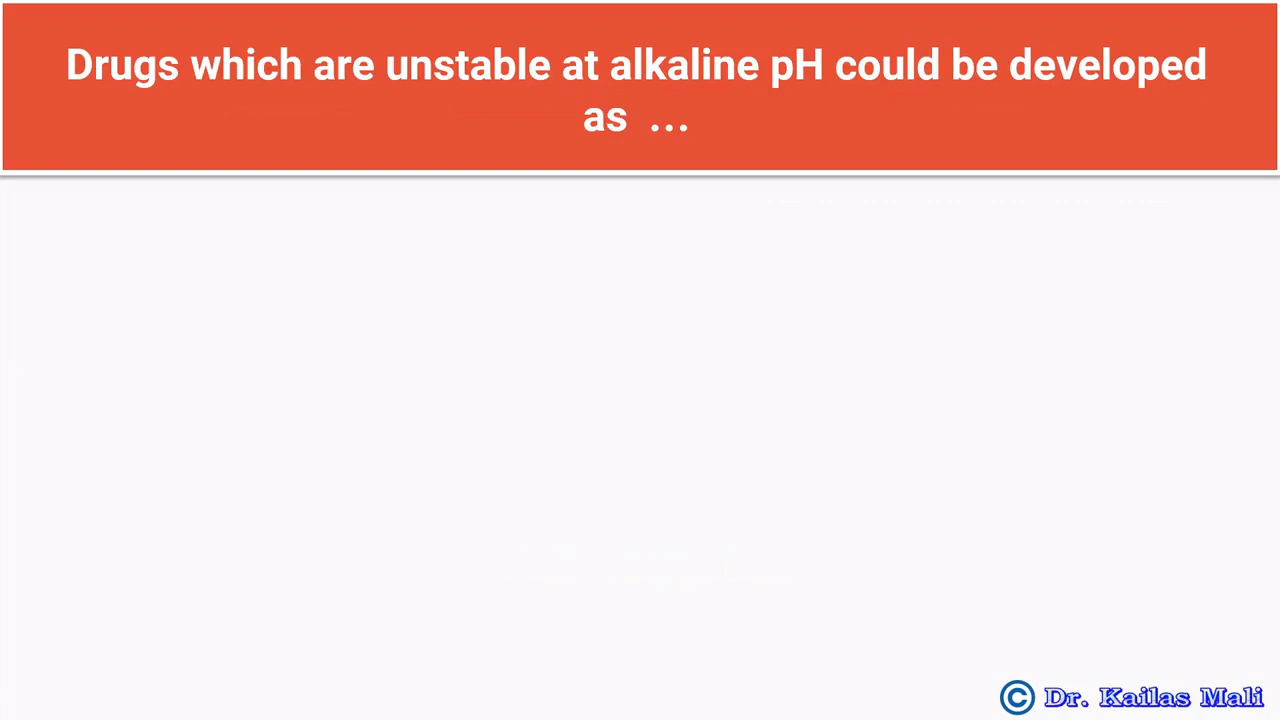 Drugs which are unstable at alkaline pH could be developed
as ...
© Dr. Kailas Mali